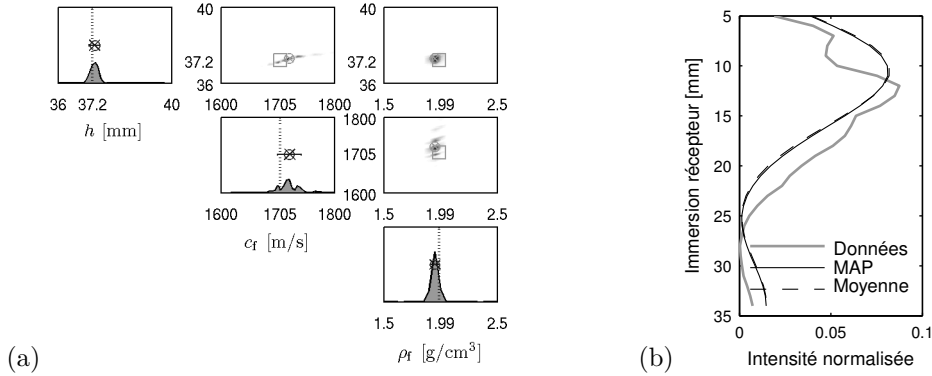 40
37.2
36
1600 1705 1800
40
37.2
36
1.5 1.99 2.5
36 37.2 40
h [mm]
1800
1705
1600
1.5 1.99 2.5
1600 1705 1800
c_f [m/s]
1.5 1.99 2.5
ρ_f [g/cm³]
(a)
Immersion récepteur [mm]
5
10
15
20
25
30
35
Données
MAP
Moyenne
0 0.05 0.1
Intensité normalisée
(b)